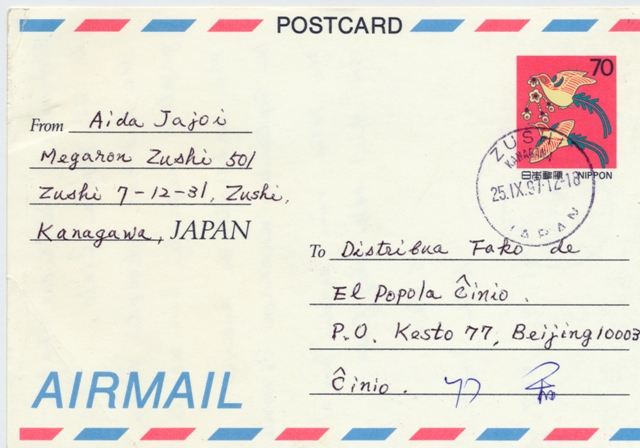 POSTCARD
70
日本郵便 NIPPON
ZUSHI
KANAGAWA
25.IX.97.12-18
JAPAN
From Aida Jajoi
Megaron Zushi 501
Zushi 7-12-31, Zushi,
Kanagawa, JAPAN
To Distribua Fako de
El Popola Ĉinio.
P.O. Kesto 77, Beijing 10003
Ĉinio.
AIRMAIL